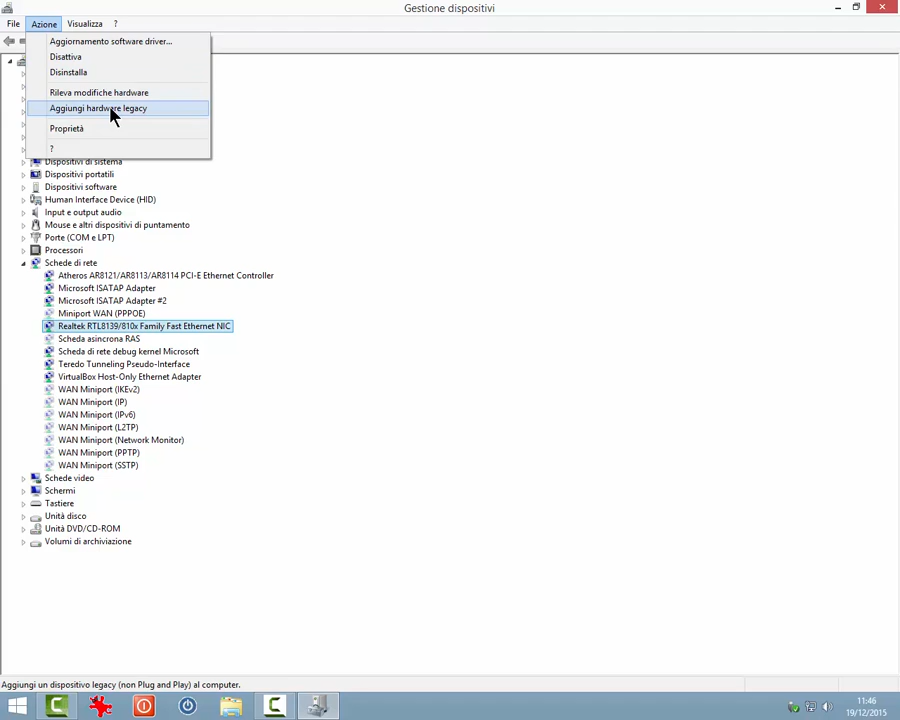 Gestione dispositivi
File Azione Visualizza ?
Aggiornamento software driver...
Disattiva
Disinstalla
Rileva modifiche hardware
Aggiungi hardware legacy
Proprietà
?
Dispositivi di sistema
Dispositivi portatili
Dispositivi software
Human Interface Device (HID)
Input e output audio
Mouse e altri dispositivi di puntamento
Porte (COM e LPT)
Processori
Schede di rete
Atheros AR8121/AR8113/AR8114 PCI-E Ethernet Controller
Microsoft ISATAP Adapter
Microsoft ISATAP Adapter #2
Miniport WAN (PPPOE)
Realtek RTL8139/810x Family Fast Ethernet NIC
Scheda asincrona RAS
Scheda di rete debug kernel Microsoft
Teredo Tunneling Pseudo-Interface
VirtualBox Host-Only Ethernet Adapter
WAN Miniport (IKEv2)
WAN Miniport (IP)
WAN Miniport (IPv6)
WAN Miniport (L2TP)
WAN Miniport (Network Monitor)
WAN Miniport (PPTP)
WAN Miniport (SSTP)
Schede video
Schermi
Tastiere
Unità disco
Unità DVD/CD-ROM
Volumi di archiviazione
Aggiungi un dispositivo legacy (non Plug and Play) al computer.
11:46
19/12/2015